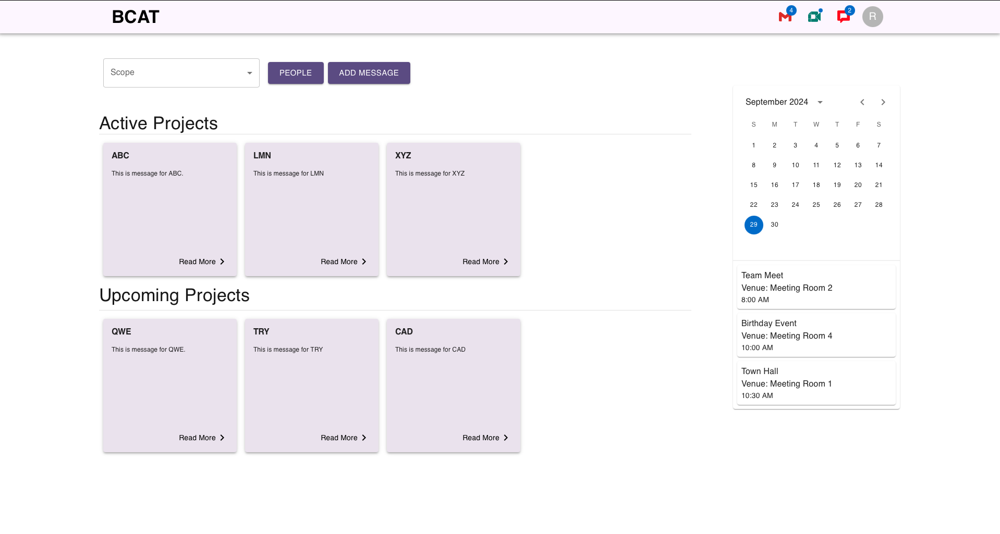 BCAT
4
2
R
Scope
PEOPLE
ADD MESSAGE
Active Projects
ABC
This is message for ABC.
Read More
LMN
This is message for LMN
Read More
XYZ
This is message for XYZ
Read More
Upcoming Projects
QWE
This is message for QWE.
Read More
TRY
This is message for TRY
Read More
CAD
This is message for CAD
Read More
September 2024
S M T W T F S
1 2 3 4 5 6 7
8 9 10 11 12 13 14
15 16 17 18 19 20 21
22 23 24 25 26 27 28
29 30
Team Meet
Venue: Meeting Room 2
8:00 AM
Birthday Event
Venue: Meeting Room 4
10:00 AM
Town Hall
Venue: Meeting Room 1
10:30 AM